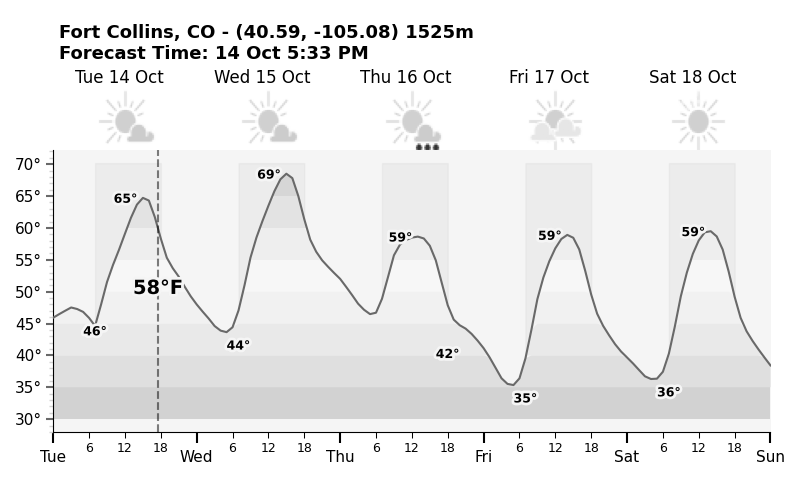 Fort Collins, CO - (40.59, -105.08) 1525m
Forecast Time: 14 Oct 5:33 PM
Tue 14 Oct Wed 15 Oct Thu 16 Oct Fri 17 Oct Sat 18 Oct
70°
65°
60°
55°
50°
45°
40°
35°
30°
65° 69° 59° 59° 59°
58°F
46° 44° 42° 35° 36°
6 12 18 6 12 18 6 12 18 6 12 18 6 12 18
Tue Wed Thu Fri Sat Sun